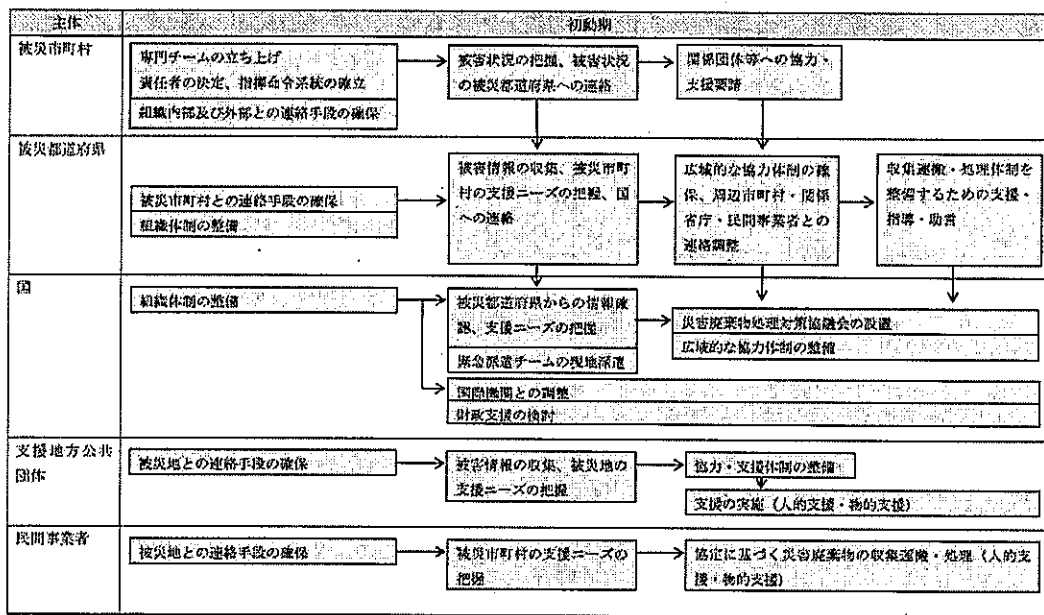 主体
初動期
被災市町村
専門チームの立ち上げ
責任者の決定、指揮命令系統の確立
組織内部及び外部との連絡手段の確保
被害状況の把握、被害状況
の被災都道府県への連絡
関係団体等への協力・
支援要請
被災都道府県
被災市町村との連絡手段の確保
組織体制の整備
被害情報の収集、被災市町
村の支援ニーズの把握、国
への連絡
広域的な協力体制の確
保、周辺市町村・関係
省庁・民間事業者との
連絡調整
収集運搬・処理体制を
整備するための支援・
指導・助言
国
組織体制の整備
被災都道府県からの情報確
認、支援ニーズの把握
緊急派遣チームの現地派遣
災害廃棄物処理対策協議会の設置
広域的な協力体制の整備
国際機関との調整
財政支援の検討
支援地方公共
団体
被災地との連絡手段の確保
被害情報の収集、被災地の
支援ニーズの把握
協力・支援体制の整備
支援の実施（人的支援・物的支援）
民間事業者
被災地との連絡手段の確保
被災市町村の支援ニーズの
把握
協定に基づく災害廃棄物の収集運搬・処理（人的支
援・物的支援）